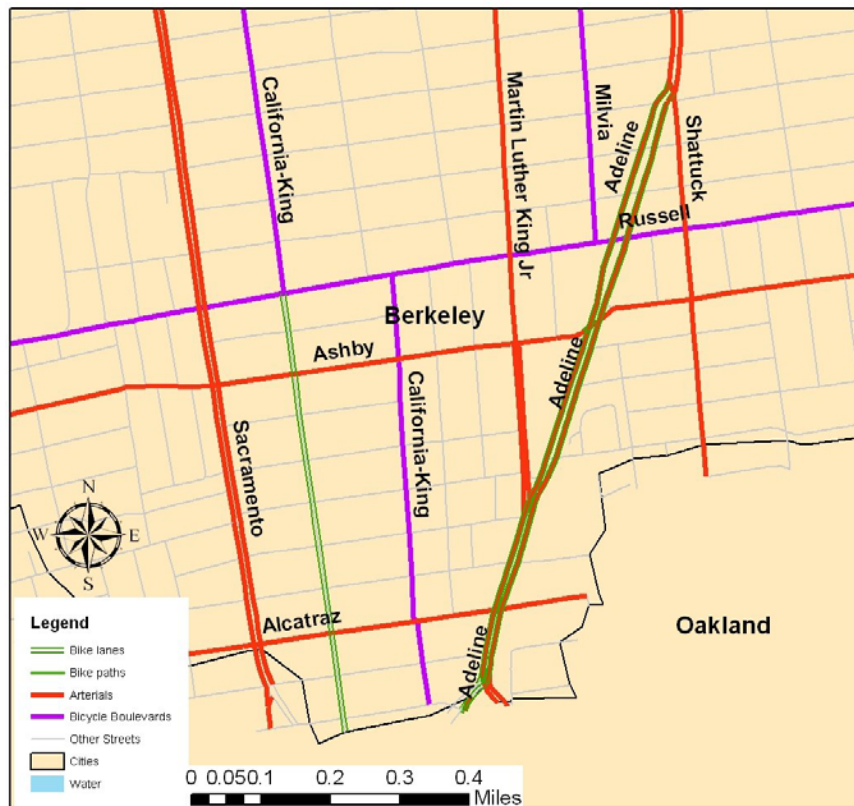 California-King
Martin Luther King Jr
Milvia
Adeline
Shattuck
Russell
Berkeley
Ashby
Adeline
Sacramento
California-King
N
W
E
S
Alcatraz
Adeline
Oakland
Legend
Bike lanes
Bike paths
Arterials
Bicycle Boulevards
Other Streets
Cities
Water
0 0.05 0.1 0.2 0.3 0.4
Miles